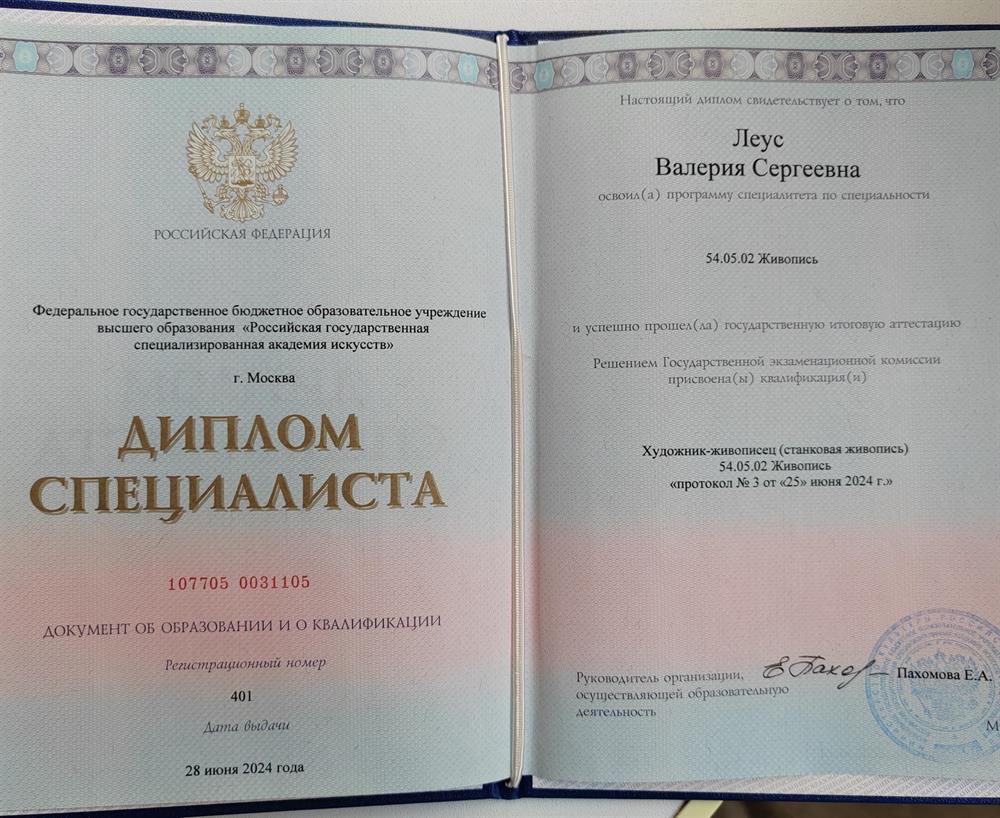 РОССИЙСКАЯ ФЕДЕРАЦИЯ
Федеральное государственное бюджетное образовательное учреждение
высшего образования «Российская государственная
специализированная академия искусств»
г. Москва
ДИПЛОМ
СПЕЦИАЛИСТА
107705 0031105
ДОКУМЕНТ ОБ ОБРАЗОВАНИИ И О КВАЛИФИКАЦИИ
Регистрационный номер
401
Дата выдачи
28 июня 2024 года
Настоящий диплом свидетельствует о том, что
Леус
Валерия Сергеевна
освоил(а) программу специалитета по специальности
54.05.02 Живопись
и успешно прошел(ла) государственную итоговую аттестацию
Решением Государственной экзаменационной комиссии
присвоена(ы) квалификация(и)
Художник-живописец (станковая живопись)
54.05.02 Живопись
«протокол № 3 от «25» июня 2024 г.»
Руководитель организации,
осуществляющей образовательную
деятельность
Пахомова Е.А.
М